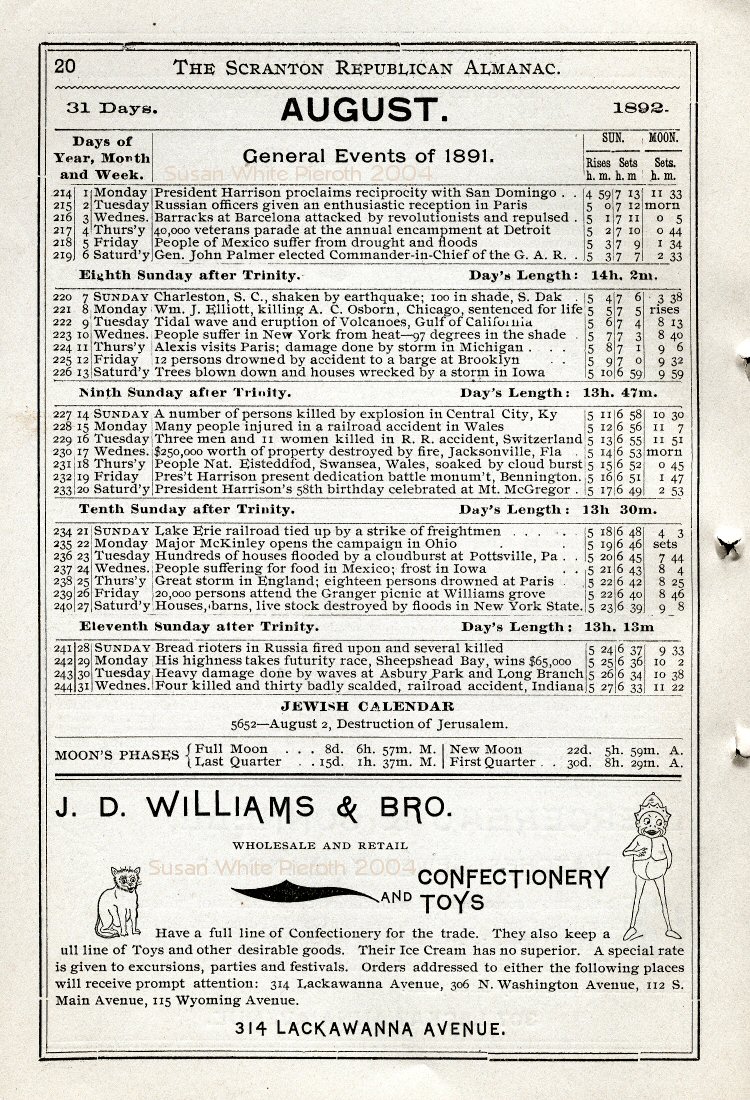 20 THE SCRANTON REPUBLICAN ALMANAC.
31 Days. AUGUST. 1892.
Days of Year, Month and Week. General Events of 1891. SUN. MOON.
Rises Sets Sets.
h. m. h. m h. m.
Susan White Pieroth 2004
214 1 Monday President Harrison proclaims reciprocity with San Domingo . . 4 59 7 13 11 33
215 2 Tuesday Russian officers given an enthusiastic reception in Paris 5 0 7 12 morn
216 3 Wednes. Barracks at Barcelona attacked by revolutionists and repulsed . 5 1 7 11 0 5
217 4 Thurs'y 40,000 veterans parade at the annual encampment at Detroit 5 2 7 10 0 44
218 5 Friday People of Mexico suffer from drought and floods 5 3 7 9 1 34
219 6 Saturd'y Gen. John Palmer elected Commander-in-Chief of the G. A. R. . 5 3 7 7 2 33
Eighth Sunday after Trinity. Day's Length: 14h. 2m.
220 7 SUNDAY Charleston, S. C., shaken by earthquake; 100 in shade, S. Dak . 5 4 7 6 3 38
221 8 Monday Wm. J. Elliott, killing A. C. Osborn, Chicago, sentenced for life 5 5 7 5 rises
222 9 Tuesday Tidal wave and eruption of Volcanoes, Gulf of California 5 6 7 4 8 13
223 10 Wednes. People suffer in New York from heat—97 degrees in the shade . 5 7 7 3 8 40
224 11 Thurs'y Alexis visits Paris; damage done by storm in Michigan . . . . 5 8 7 1 9 6
225 12 Friday 12 persons drowned by accident to a barge at Brooklyn . . 5 9 7 0 9 32
226 13 Saturd'y Trees blown down and houses wrecked by a storm in Iowa . 5 10 6 59 9 59
Ninth Sunday after Trinity. Day's Length: 13h. 47m.
227 14 SUNDAY A number of persons killed by explosion in Central City, Ky 5 11 6 58 10 30
228 15 Monday Many people injured in a railroad accident in Wales 5 12 6 56 11 7
229 16 Tuesday Three men and 11 women killed in R. R. accident, Switzerland 5 13 6 55 11 51
230 17 Wednes. $250,000 worth of property destroyed by fire, Jacksonville, Fla . 5 14 6 53 morn
231 18 Thurs'y People Nat. Eisteddfod, Swansea, Wales, soaked by cloud burst 5 15 6 52 0 45
232 19 Friday Pres't Harrison present dedication battle monum't, Bennington. 5 16 6 51 1 47
233 20 Saturd'y President Harrison's 58th birthday celebrated at Mt. McGregor . 5 17 6 49 2 53
Tenth Sunday after Trinity. Day's Length: 13h 30m.
234 21 SUNDAY Lake Erie railroad tied up by a strike of freightmen . . . . . 5 18 6 48 4 3
235 22 Monday Major McKinley opens the campaign in Ohio . . 5 19 6 46 sets
236 23 Tuesday Hundreds of houses flooded by a cloudburst at Pottsville, Pa . . 5 20 6 45 7 44
237 24 Wednes. People suffering for food in Mexico; frost in Iowa . . 5 21 6 43 8 4
238 25 Thurs'y Great storm in England; eighteen persons drowned at Paris . 5 22 6 42 8 25
239 26 Friday 20,000 persons attend the Granger picnic at Williams grove 5 22 6 40 8 46
240 27 Saturd'y Houses, barns, live stock destroyed by floods in New York State. 5 23 6 39 9 8
Eleventh Sunday after Trinity. Day's Length: 13h. 13m
241 28 SUNDAY Bread rioters in Russia fired upon and several killed 5 24 6 37 9 33
242 29 Monday His highness takes futurity race, Sheepshead Bay, wins $65,000 5 25 6 36 10 2
243 30 Tuesday Heavy damage done by waves at Asbury Park and Long Branch 5 26 6 34 10 38
244 31 Wednes. Four killed and thirty badly scalded, railroad accident, Indiana 5 27 6 33 11 22
JEWISH CALENDAR
5652—August 2, Destruction of Jerusalem.
MOON'S PHASES { Full Moon . . . 8d. 6h. 57m. M. | New Moon 22d. 5h. 59m. A.
Last Quarter . . 15d. 1h. 37m. M. | First Quarter . . 30d. 8h. 29m. A.
J. D. WILLIAMS & BRO.
WHOLESALE AND RETAIL
Susan White Pieroth 2004
CONFECTIONERY
AND TOYS
Have a full line of Confectionery for the trade. They also keep a
ull line of Toys and other desirable goods. Their Ice Cream has no superior. A special rate
is given to excursions, parties and festivals. Orders addressed to either the following places
will receive prompt attention: 314 Lackawanna Avenue, 306 N. Washington Avenue, 112 S.
Main Avenue, 115 Wyoming Avenue.
314 LACKAWANNA AVENUE.